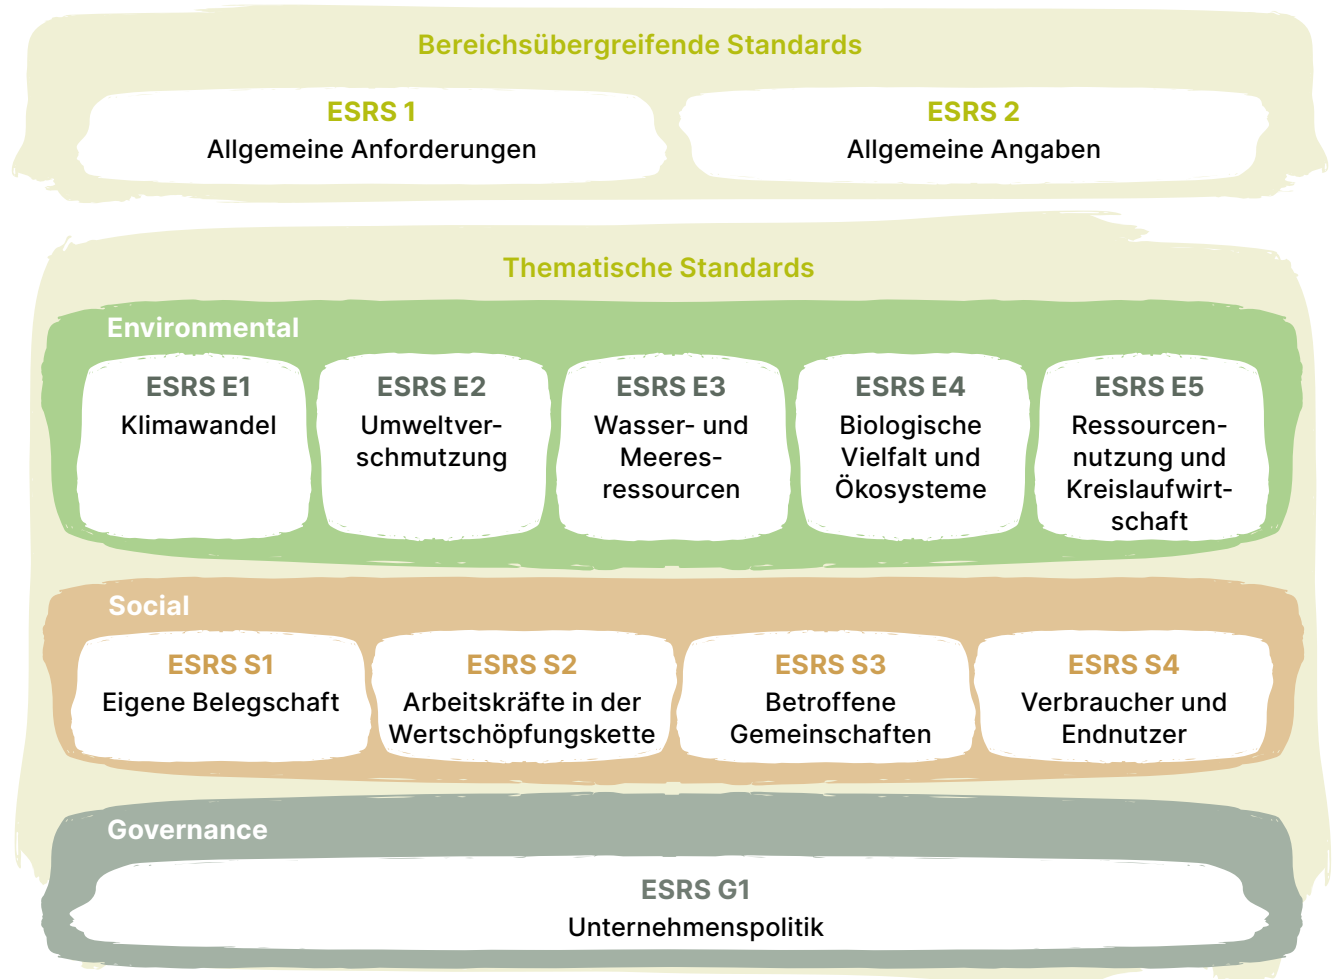 Bereichsübergreifende Standards
ESRS 1
Allgemeine Anforderungen
ESRS 2
Allgemeine Angaben
Thematische Standards
Environmental
ESRS E1
Klimawandel
ESRS E2
Umweltver-
schmutzung
ESRS E3
Wasser- und
Meeres-
ressourcen
ESRS E4
Biologische
Vielfalt und
Ökosysteme
ESRS E5
Ressourcen-
nutzung und
Kreislaufwirt-
schaft
Social
ESRS S1
Eigene Belegschaft
ESRS S2
Arbeitskräfte in der
Wertschöpfungskette
ESRS S3
Betroffene
Gemeinschaften
ESRS S4
Verbraucher und
Endnutzer
Governance
ESRS G1
Unternehmenspolitik